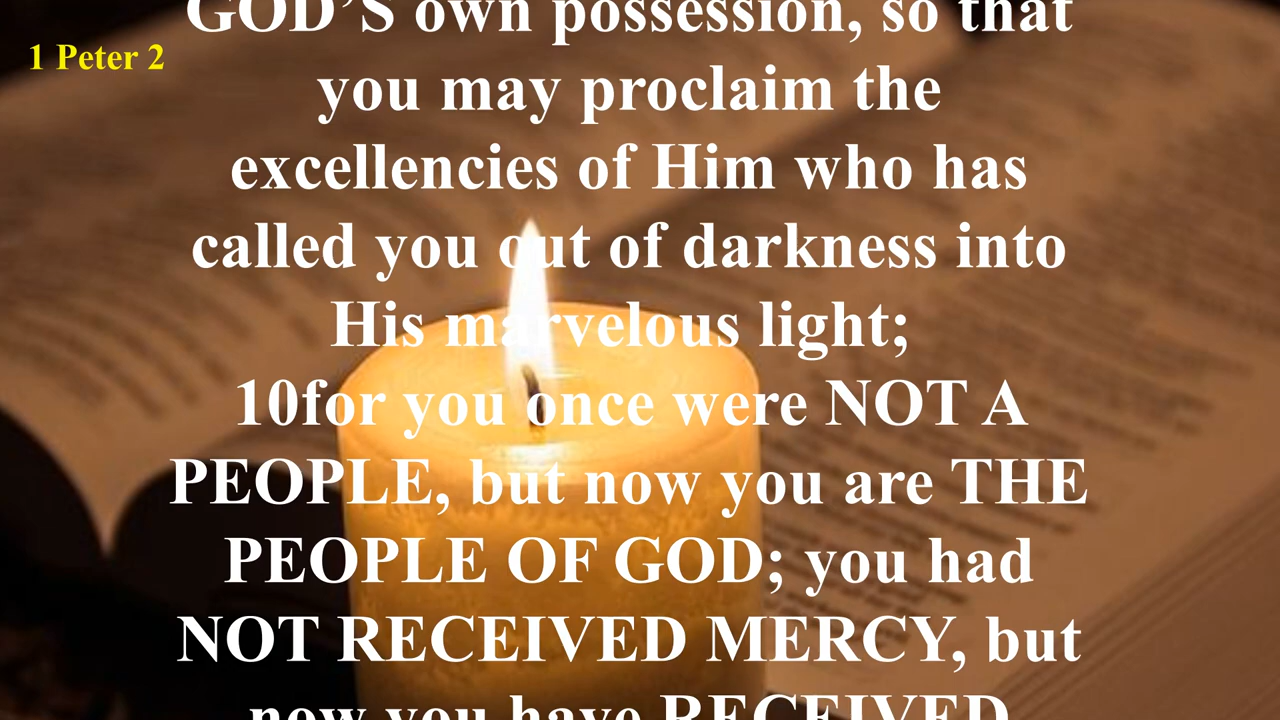 GOD’S own possession, so that
1 Peter 2
you may proclaim the
excellencies of Him who has
called you out of darkness into
His marvelous light;
10for you once were NOT A
PEOPLE, but now you are THE
PEOPLE OF GOD; you had
NOT RECEIVED MERCY, but
now you have RECEIVED